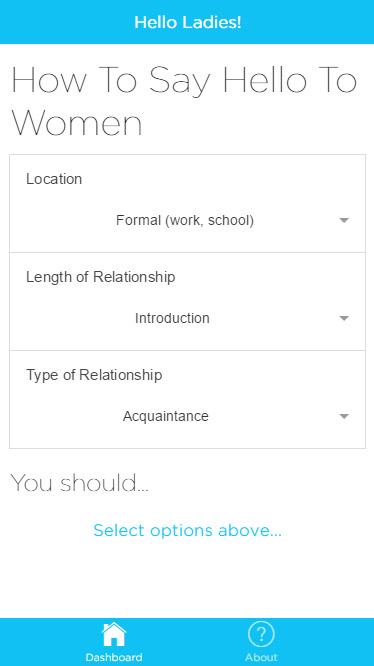 Hello Ladies!
How To Say Hello To
Women
Location
Formal (work, school)
Length of Relationship
Introduction
Type of Relationship
Acquaintance
You should...
Select options above...
?
Dashboard
About